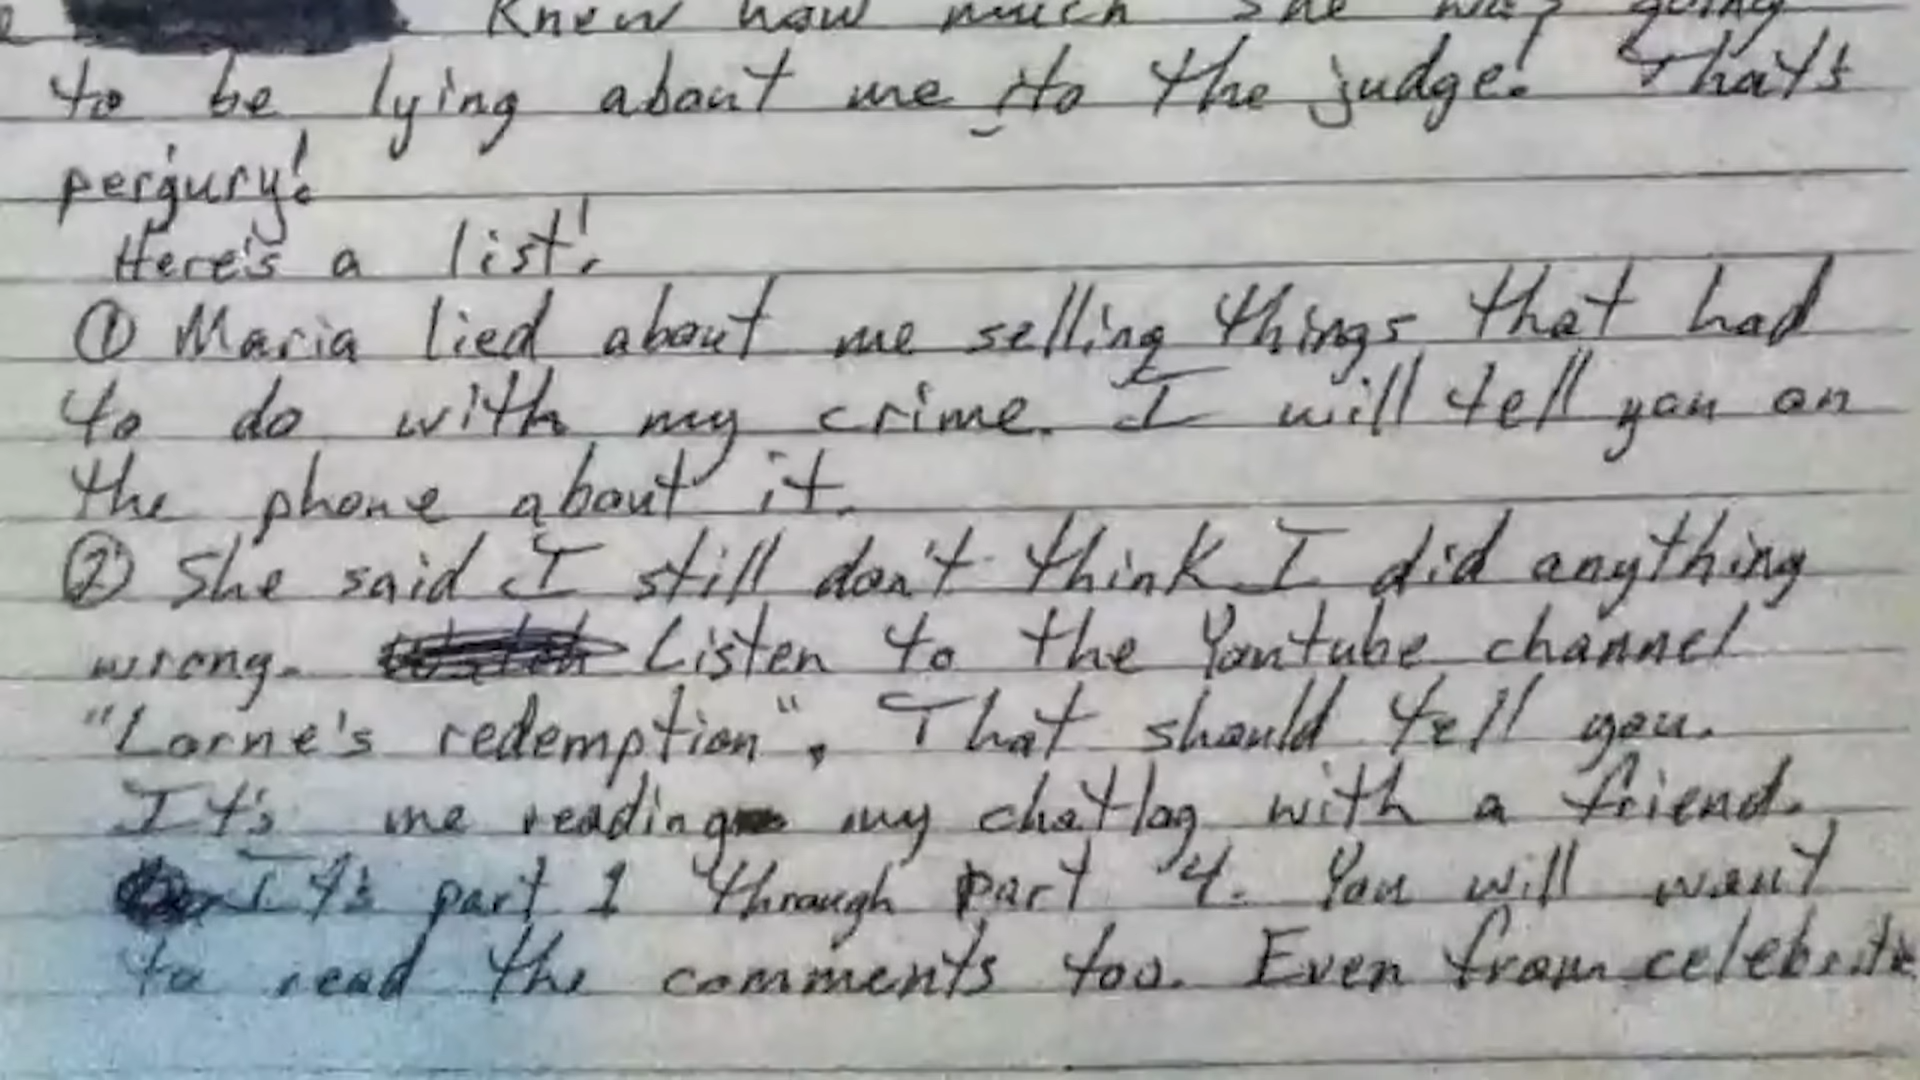 Knew how much she was going
to be lying about me to the judge! That's
pergury!
Here's a list!
① Maria lied about me selling things that had
to do with my crime. I will tell you on
the phone about it.
② She said I still don't think I did anything
wrong. Listen to the Youtube channel
"Lorne's redemption". That should tell you.
It's me reading my chatlog with a friend.
It's part 1 through part 4. You will want
to read the comments too. Even from